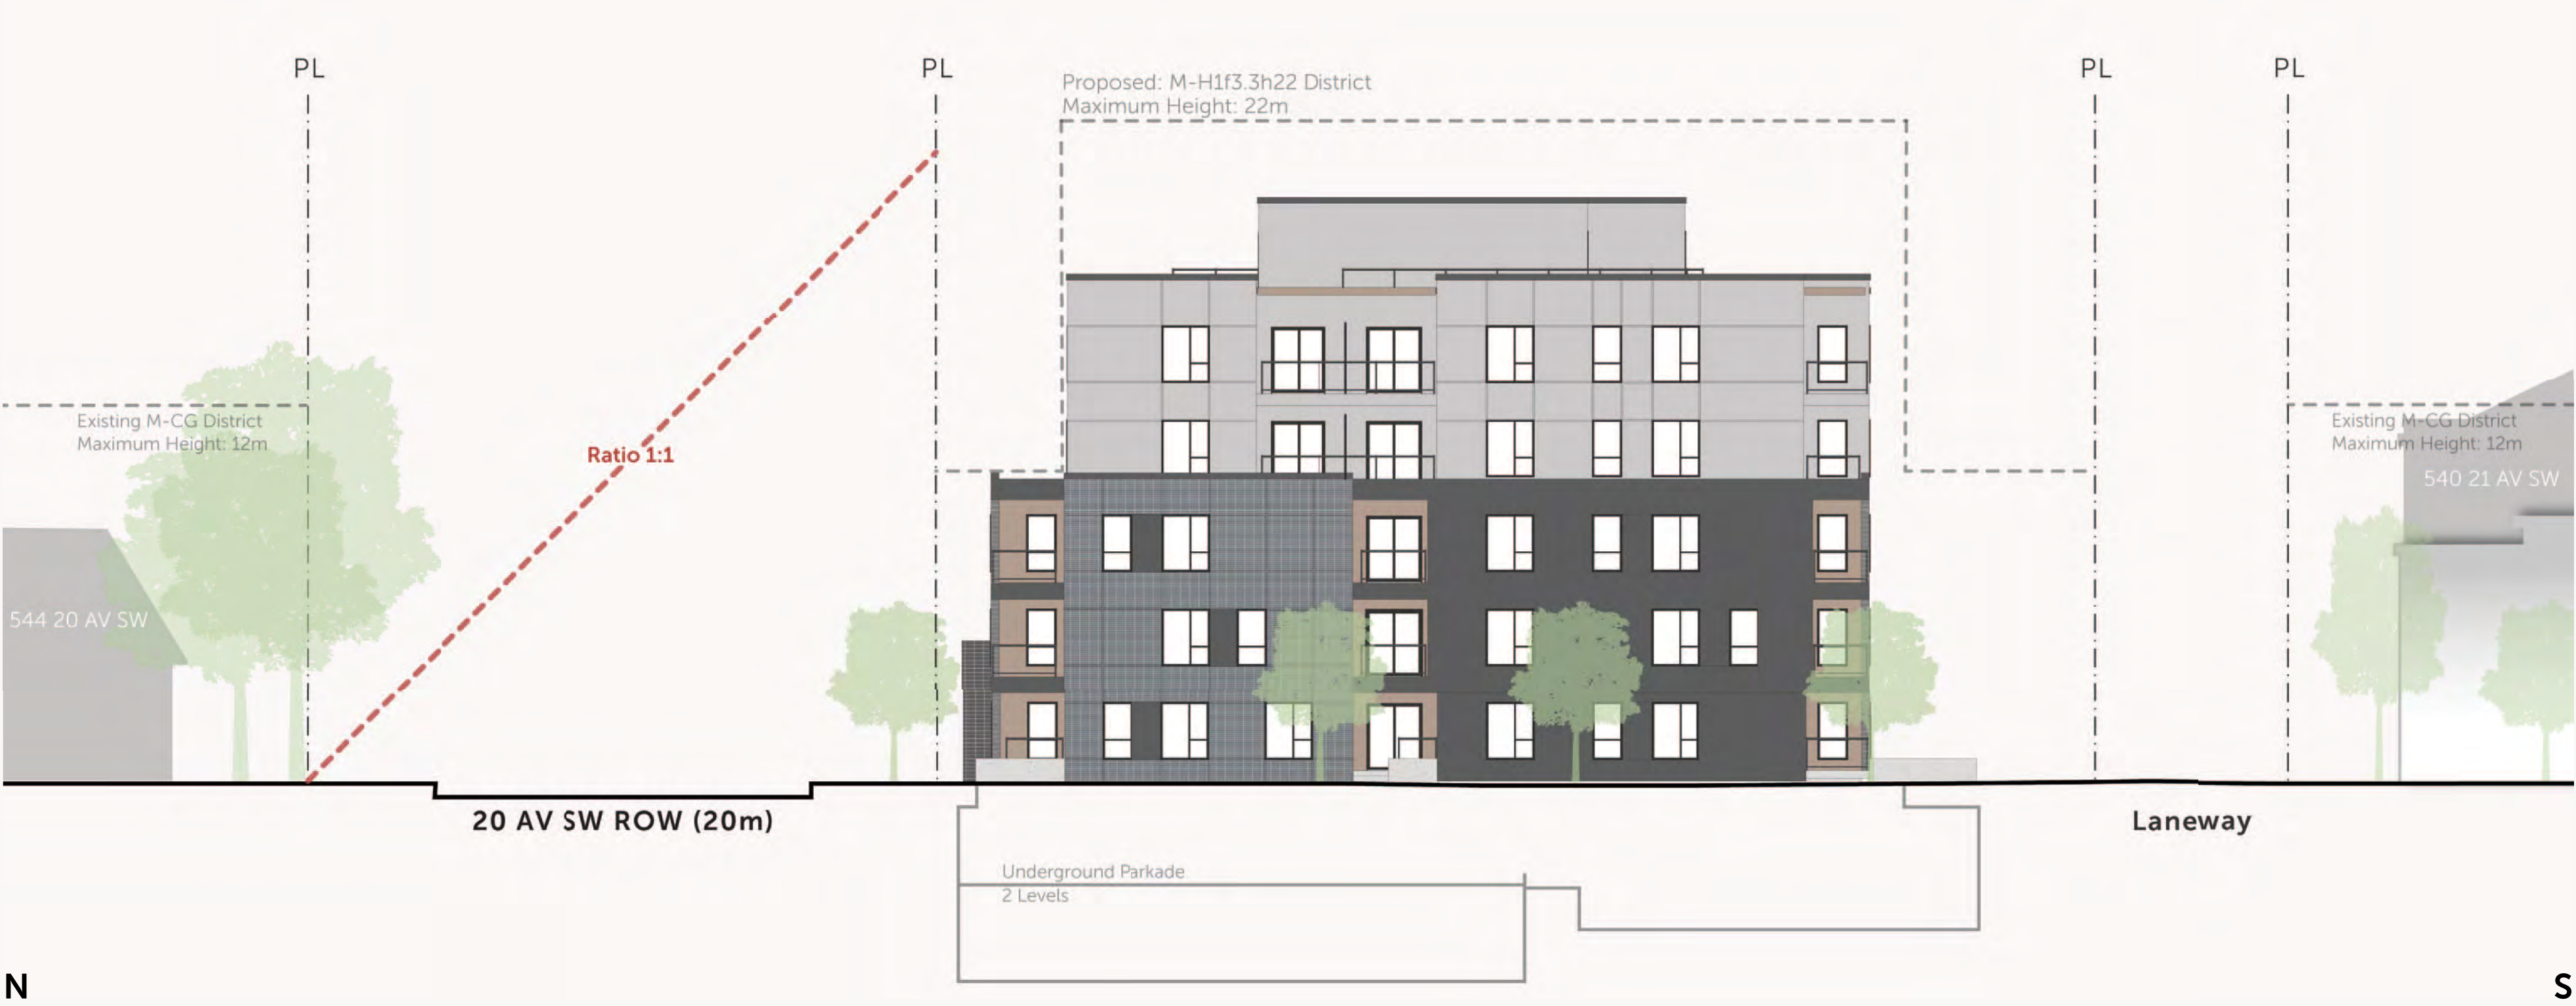 PL
PL
PL
PL
Proposed: M-H1f3.3h22 District
Maximum Height: 22m
Existing M-CG District
Maximum Height: 12m
Ratio 1:1
Existing M-CG District
Maximum Height: 12m
540 21 AV SW
544 20 AV SW
20 AV SW ROW (20m)
Laneway
Underground Parkade
2 Levels
N
S